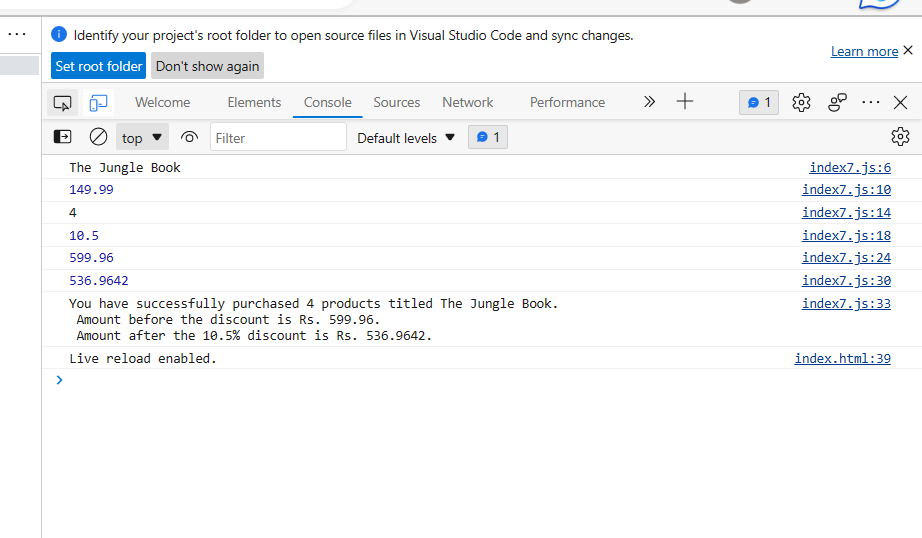 Identify your project's root folder to open source files in Visual Studio Code and sync changes.
Learn more
Set root folder Don't show again
Welcome Elements Console Sources Network Performance 1
top Filter Default levels 1
The Jungle Book index7.js:6
149.99 index7.js:10
4 index7.js:14
10.5 index7.js:18
599.96 index7.js:24
536.9642 index7.js:30
You have successfully purchased 4 products titled The Jungle Book. index7.js:33
Amount before the discount is Rs. 599.96.
Amount after the 10.5% discount is Rs. 536.9642.
Live reload enabled. index.html:39